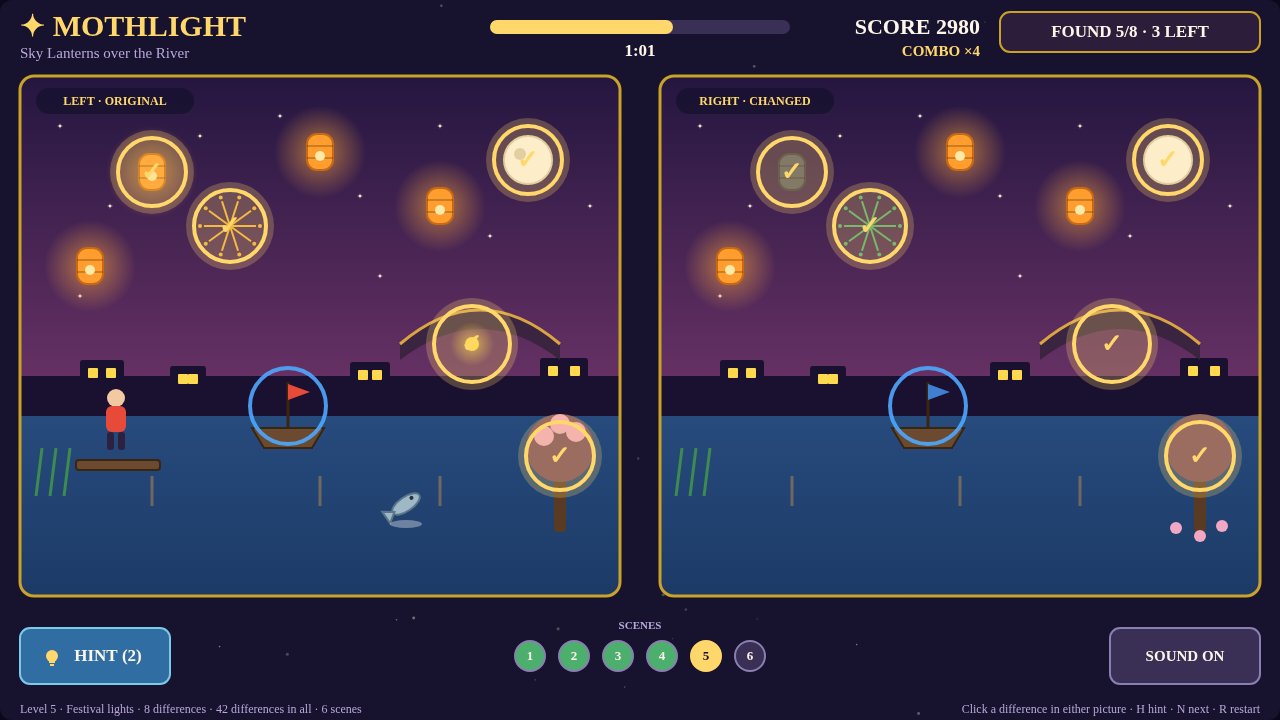 ✦ MOTHLIGHT
Sky Lanterns over the River
1:01
SCORE 2980
COMBO ×4
FOUND 5/8 · 3 LEFT
LEFT · ORIGINAL
RIGHT · CHANGED
HINT (2)
SCENES
1 2 3 4 5 6
SOUND ON
Level 5 · Festival lights · 8 differences · 42 differences in all · 6 scenes
Click a difference in either picture · H hint · N next · R restart